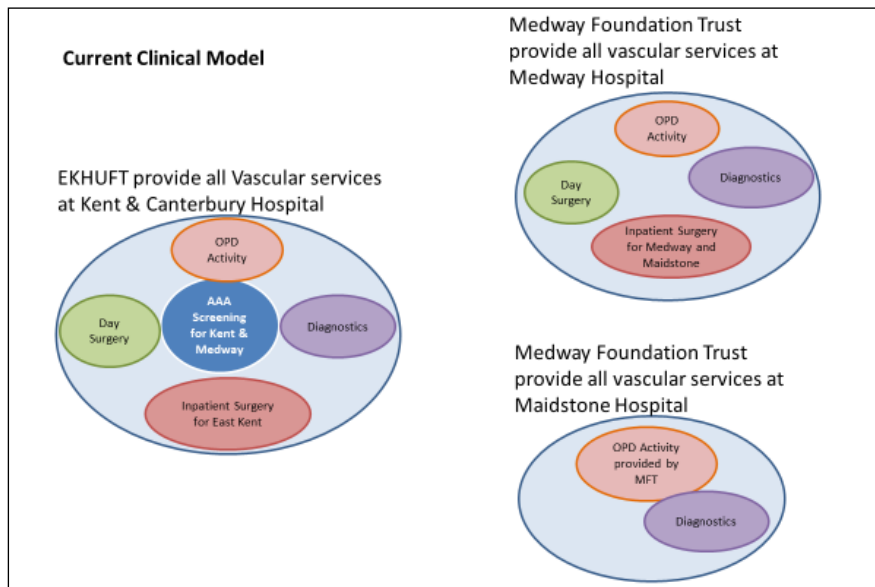 Current Clinical Model
EKHUFT provide all Vascular services
at Kent & Canterbury Hospital
OPD
Activity
AAA
Screening
for Kent &
Medway
Day
Surgery
Diagnostics
Inpatient Surgery
for East Kent
Medway Foundation Trust
provide all vascular services at
Medway Hospital
OPD
Activity
Day
Surgery
Diagnostics
Inpatient Surgery
for Medway and
Maidstone
Medway Foundation Trust
provide all vascular services at
Maidstone Hospital
OPD Activity
provided by
MFT
Diagnostics